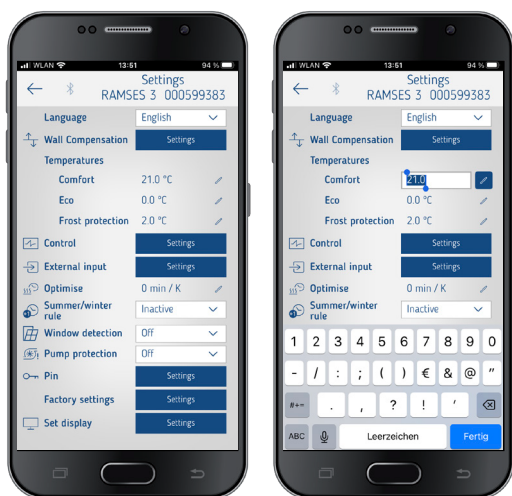 WLAN 13:51 94 %
Settings
RAMSES 3 000599383
Language English
Wall Compensation Settings
Temperatures
Comfort 21.0 °C
Eco 0.0 °C
Frost protection 2.0 °C
Control Settings
External input Settings
Optimise 0 min / K
Summer/winter
rule Inactive
Window detection Off
Pump protection Off
Pin Settings
Factory settings Settings
Set display Settings
WLAN 13:51 94 %
Settings
RAMSES 3 000599383
Language English
Wall Compensation Settings
Temperatures
Comfort 21.0
Eco 0.0 °C
Frost protection 2.0 °C
Control Settings
External input Settings
Optimise 0 min / K
Summer/winter
rule Inactive
1 2 3 4 5 6 7 8 9 0
- / : ; ( ) € & @ "
#+= . , ? ! '
ABC Leerzeichen Fertig